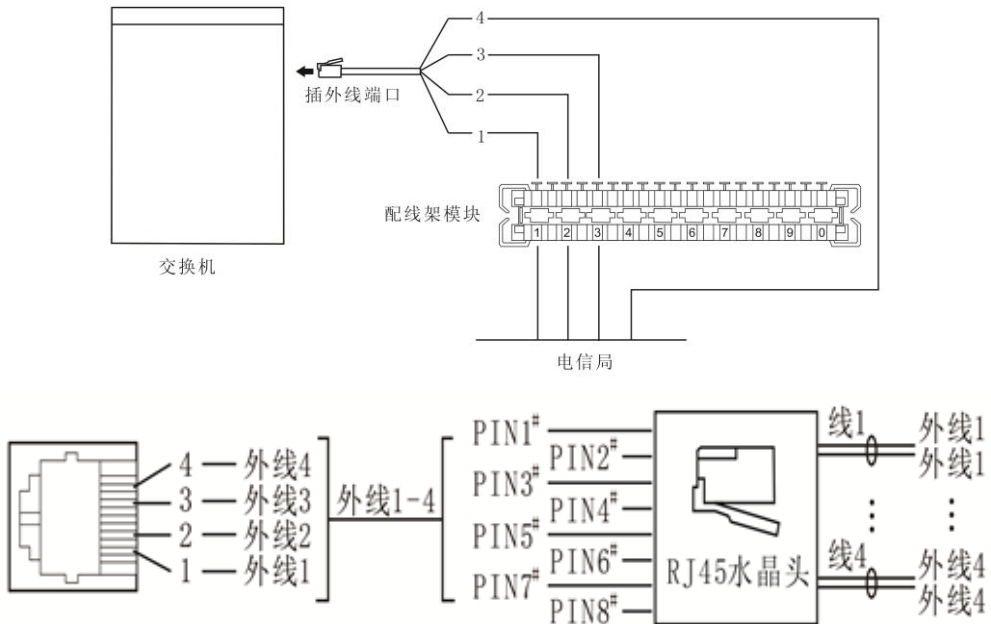 4
3
插外线端口
2
1
配线架模块
1 2 3 4 5 6 7 8 9 0
交换机
电信局
4 外线4
3 外线3
2 外线2
1 外线1
外线1-4
PIN1#
PIN2#
PIN3#
PIN4#
PIN5#
PIN6#
PIN7#
PIN8#
RJ45水晶头
线1
外线1
外线1
⋮ ⋮
线4
外线4
外线4